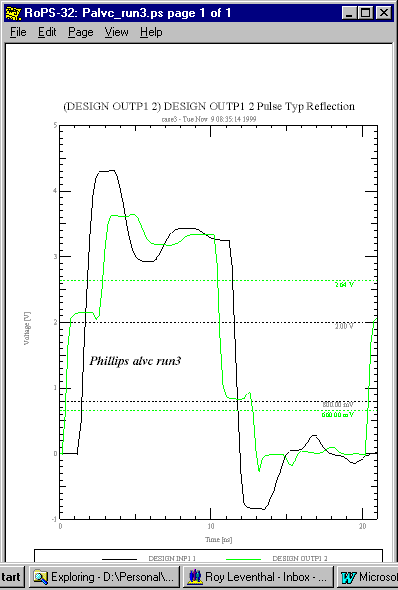 RoPS-32: Palvc_run3.ps page 1 of 1
File Edit Page View Help
(DESIGN OUTP1 2) DESIGN OUTP1 2 Pulse Typ Reflection
case3 - Tue Nov 9 08:35:14 1999
5
4
3
2.64 V
2
2.00 V
Voltage [V]
Phillips alvc run3
1
800.00 mV
660.00 mV
0
-1
0 10 20
Time [ns]
DESIGN INP1 1 DESIGN OUTP1 2
tart Exploring - D:\Personal\... Roy Leventhal - Inbox - ... Microsof